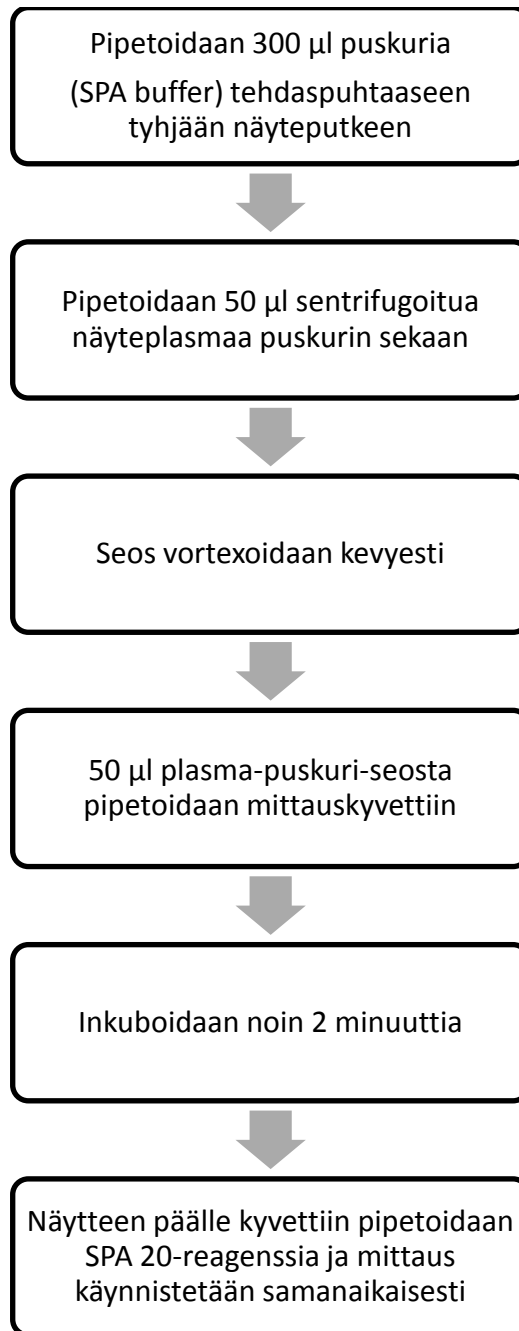 Pipetoidaan 300 µl puskuria
(SPA buffer) tehdaspuhtaaseen
tyhjään näyteputkeen
Pipetoidaan 50 µl sentrifugoitua
näyteplasmaa puskurin sekaan
Seos vortexoidaan kevyesti
50 µl plasma-puskuri-seosta
pipetoidaan mittauskyvettiin
Inkuboidaan noin 2 minuuttia
Näytteen päälle kyvettiin pipetoidaan
SPA 20-reagenssia ja mittaus
käynnistetään samanaikaisesti